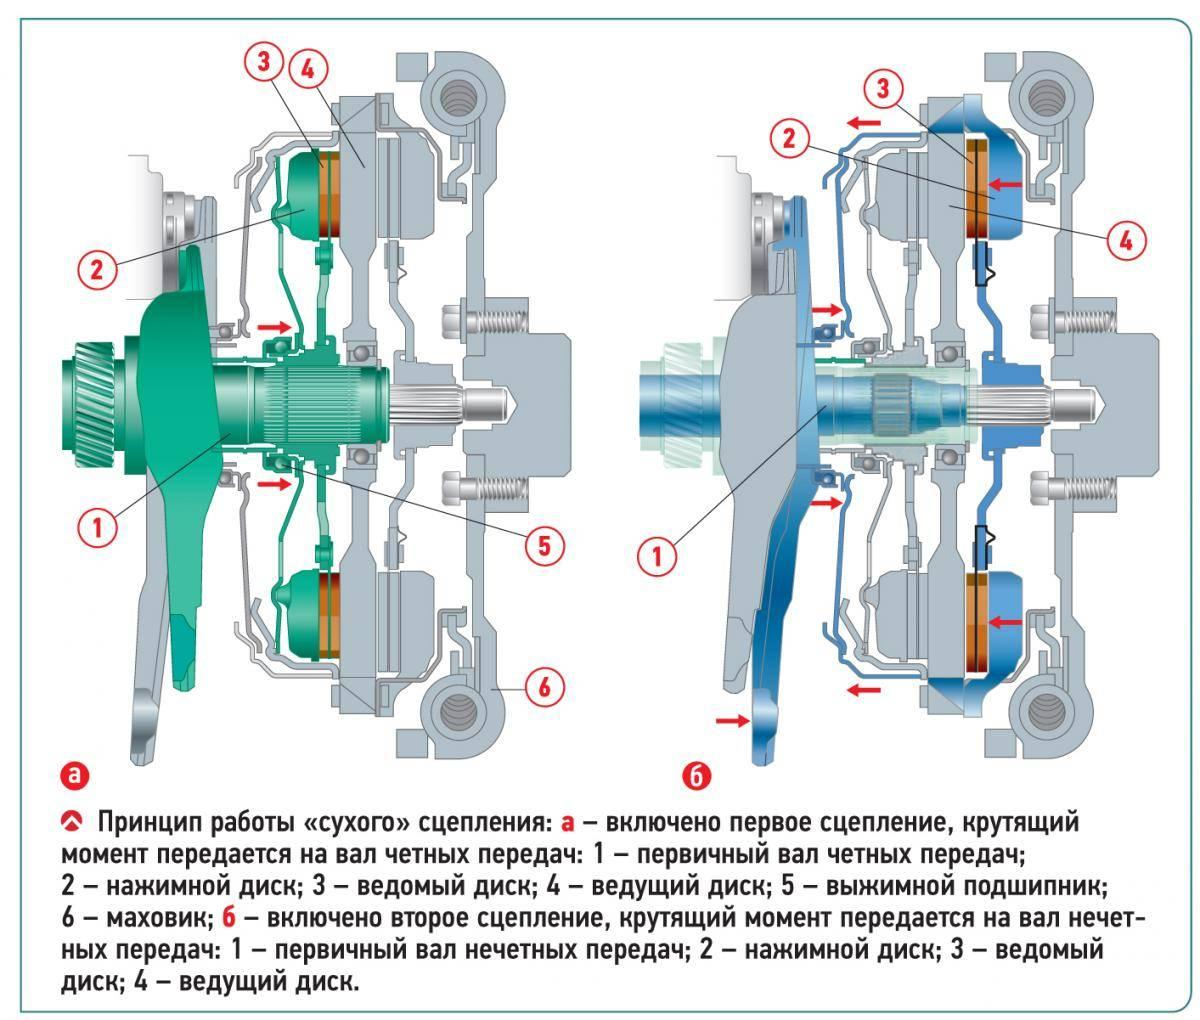 3
4
2
1
5
6
3
2
4
1
а
б
Принцип работы «сухого» сцепления: а – включено первое сцепление, крутящий
момент передается на вал четных передач: 1 – первичный вал четных передач;
2 – нажимной диск; 3 – ведомый диск; 4 – ведущий диск; 5 – выжимной подшипник;
6 – маховик; б – включено второе сцепление, крутящий момент передается на вал нечет-
ных передач: 1 – первичный вал нечетных передач; 2 – нажимной диск; 3 – ведомый
диск; 4 – ведущий диск.